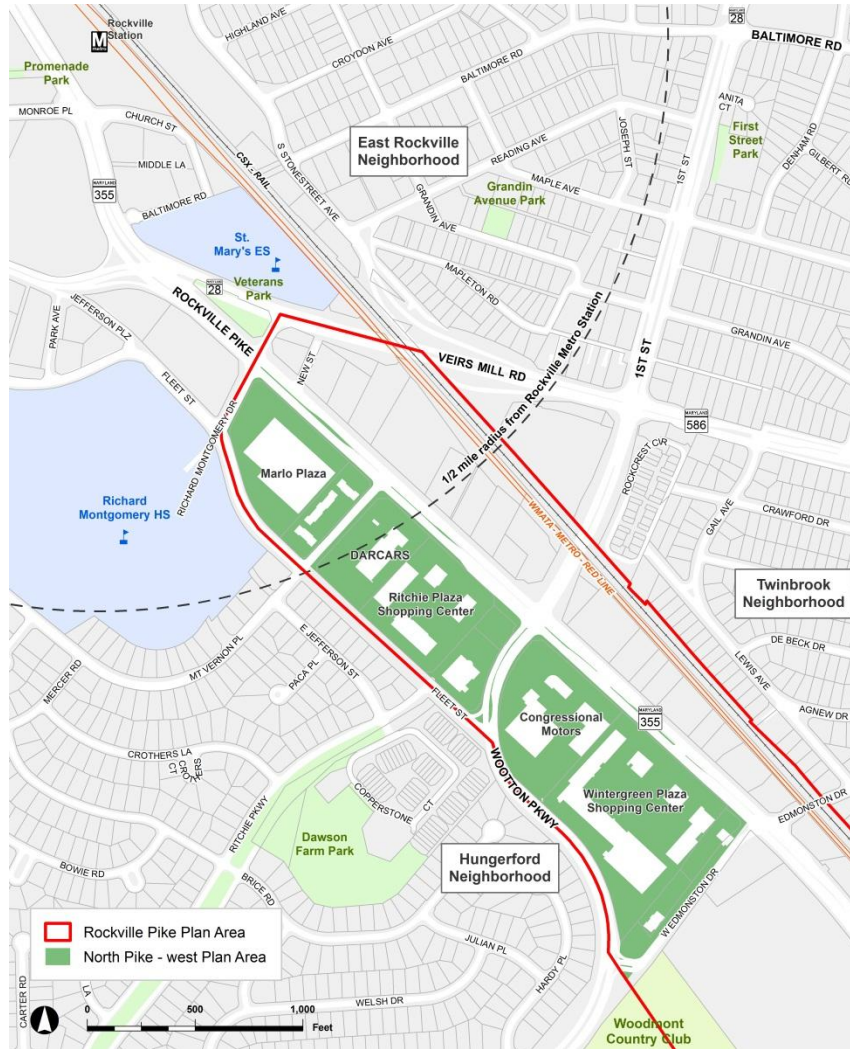 Rockville
Station
M
metro
Promenade
Park
HIGHLAND AVE
CROYDON AVE
BALTIMORE RD
MARYLAND
28
BALTIMORE RD
MONROE PL
CHURCH ST
MIDDLE LA
BALTIMORE RD
MARYLAND
355
CSX - RAIL
S STONESTREET AVE
East Rockville
Neighborhood
READING AVE
MAPLE AVE
JOSEPH ST
1ST ST
ANITA
CT
First
Street
Park
DENHAM RD
GILBERT RD
Grandin
Avenue Park
GRANDIN AVE
MAPLETON RD
St.
Mary's ES
Veterans
Park
MARYLAND
28
ROCKVILLE PIKE
JEFFERSON PLZ
PARK AVE
FLEET ST
NEW ST
VEIRS MILL RD
1/2 mile radius from Rockville Metro Station
1ST ST
GRANDIN AVE
MARYLAND
586
RICHARD MONTGOMERY DR
Marlo Plaza
Richard
Montgomery HS
ROCKCREST CIR
GAIL AVE
CRAWFORD DR
WMATA - METRO - RED LINE
Twinbrook
Neighborhood
DE BECK DR
LEWIS AVE
AGNEW DR
EDMONSTON DR
DARCARS
Ritchie Plaza
Shopping Center
MERCER RD
MT VERNON PL
PACA PL
E JEFFERSON ST
FLEET ST
Congressional
Motors
MARYLAND
355
Wintergreen Plaza
Shopping Center
WOOTTON PKWY
CROTHERS LA
CROTHERS
CT
RITCHIE PKWY
COPPERSTONE
CT
Dawson
Farm Park
BOWIE RD
BRICE RD
Hungerford
Neighborhood
W EDMONSTON DR
JULIAN PL
HARDY PL
WELSH DR
CARTER RD
LA
Woodmont
Country Club
Rockville Pike Plan Area
North Pike - west Plan Area
0
500
1,000
Feet